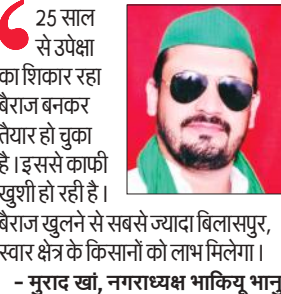 25 साल
से उपेक्षा
का शिकार रहा
बैराज बनकर
तैयार हो चुका
है। इससे काफी
खुशी हो रही है।
बैराज खुलने से सबसे ज्यादा बिलासपुर,
स्वार क्षेत्र के किसानों को लाभ मिलेगा।
- मुराद खां, नगराध्यक्ष भाकियू भानु